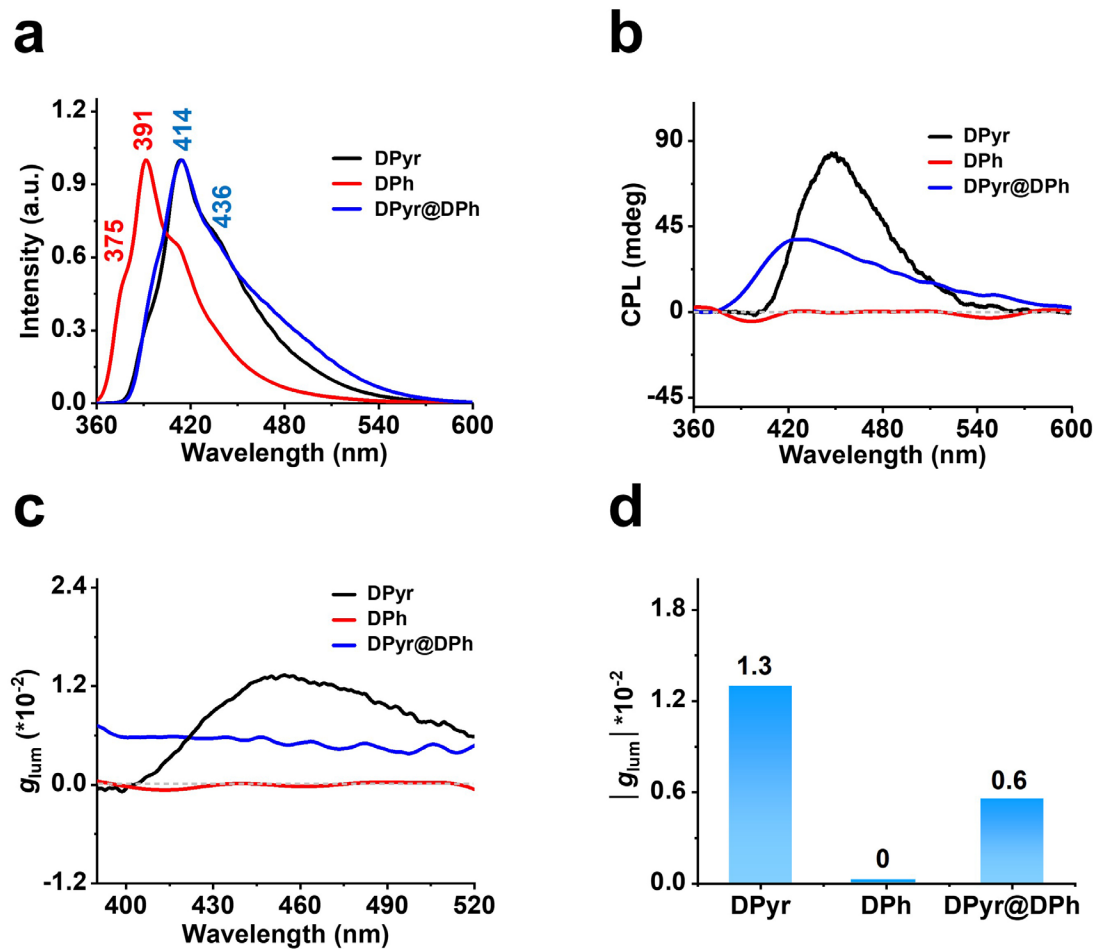 a
1.2
0.9
0.6
0.3
0.0
Intensity (a.u.)
375
391
414
436
DPyr
DPh
DPyr@DPh
360
420
480
540
600
Wavelength (nm)
b
90
45
0
-45
CPL (mdeg)
DPyr
DPh
DPyr@DPh
360
420
480
540
600
Wavelength (nm)
c
2.4
1.2
0.0
-1.2
glum (*10-2)
DPyr
DPh
DPyr@DPh
400
430
460
490
520
Wavelength (nm)
d
1.8
1.2
0.6
0.0
| glum| *10-2
1.3
0
0.6
DPyr
DPh
DPyr@DPh